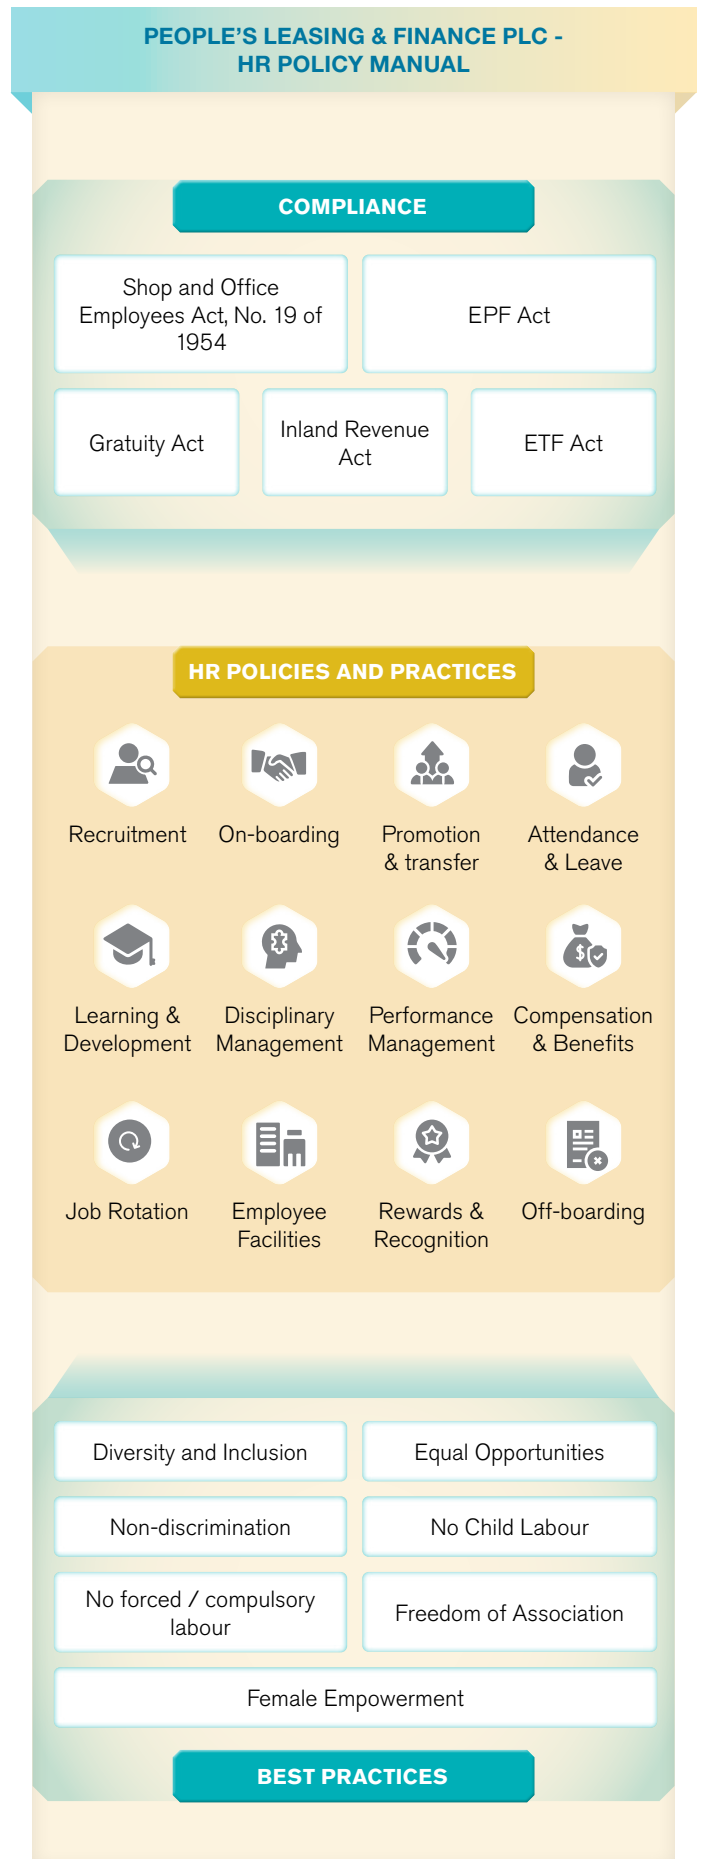 PEOPLE’S LEASING & FINANCE PLC -
HR POLICY MANUAL
COMPLIANCE
Shop and Office
Employees Act, No. 19 of
1954
EPF Act
Gratuity Act
Inland Revenue
Act
ETF Act
HR POLICIES AND PRACTICES
Recruitment
On-boarding
Promotion
& transfer
Attendance
& Leave
Learning &
Development
Disciplinary
Management
Performance
Management
$
Compensation
& Benefits
Job Rotation
Employee
Facilities
Rewards &
Recognition
Off-boarding
Diversity and Inclusion
Equal Opportunities
Non-discrimination
No Child Labour
No forced / compulsory
labour
Freedom of Association
Female Empowerment
BEST PRACTICES